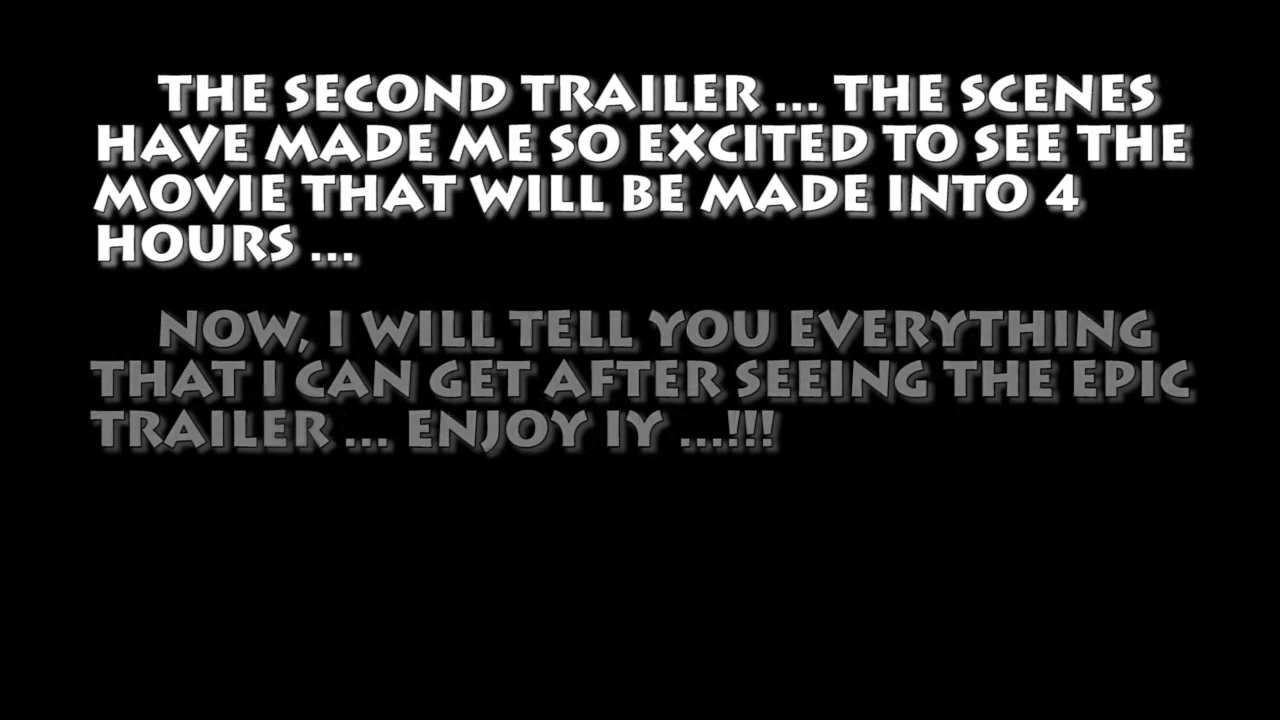 THE SECOND TRAILER ... THE SCENES
HAVE MADE ME SO EXCITED TO SEE THE
MOVIE THAT WILL BE MADE INTO 4
HOURS ...
NOW, I WILL TELL YOU EVERYTHING
THAT I CAN GET AFTER SEEING THE EPIC
TRAILER ... ENJOY IY ...!!!